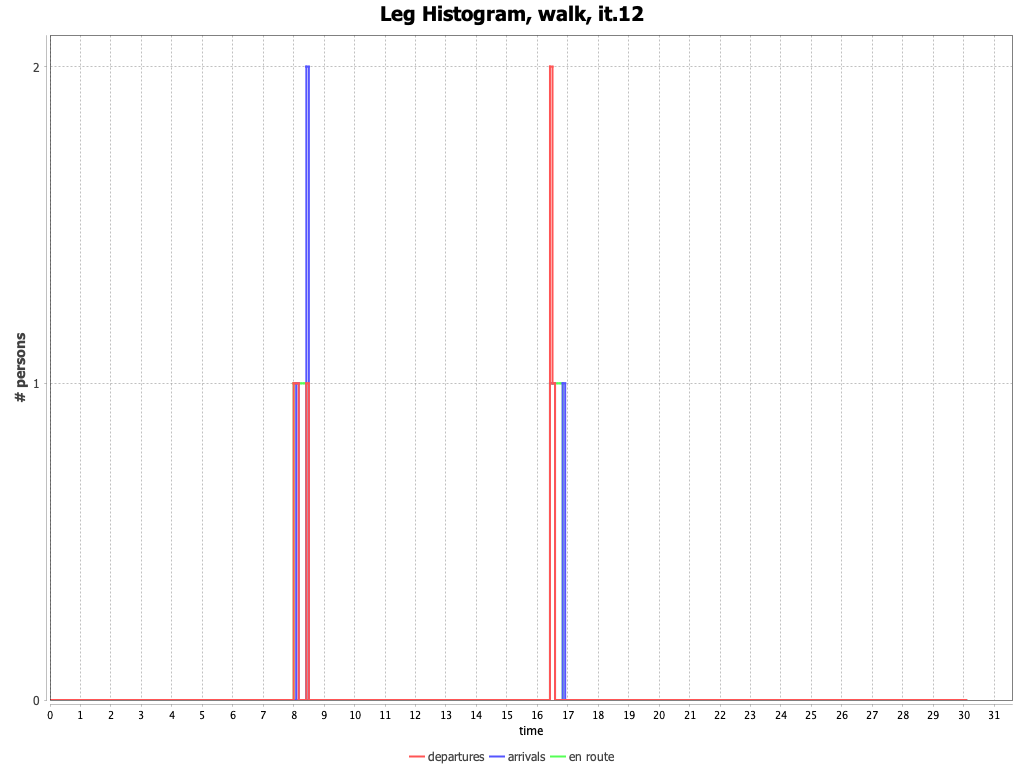 Leg Histogram, walk, it.12
2
1
0
# persons
0 1 2 3 4 5 6 7 8 9 10 11 12 13 14 15 16 17 18 19 20 21 22 23 24 25 26 27 28 29 30 31
time
departures arrivals en route